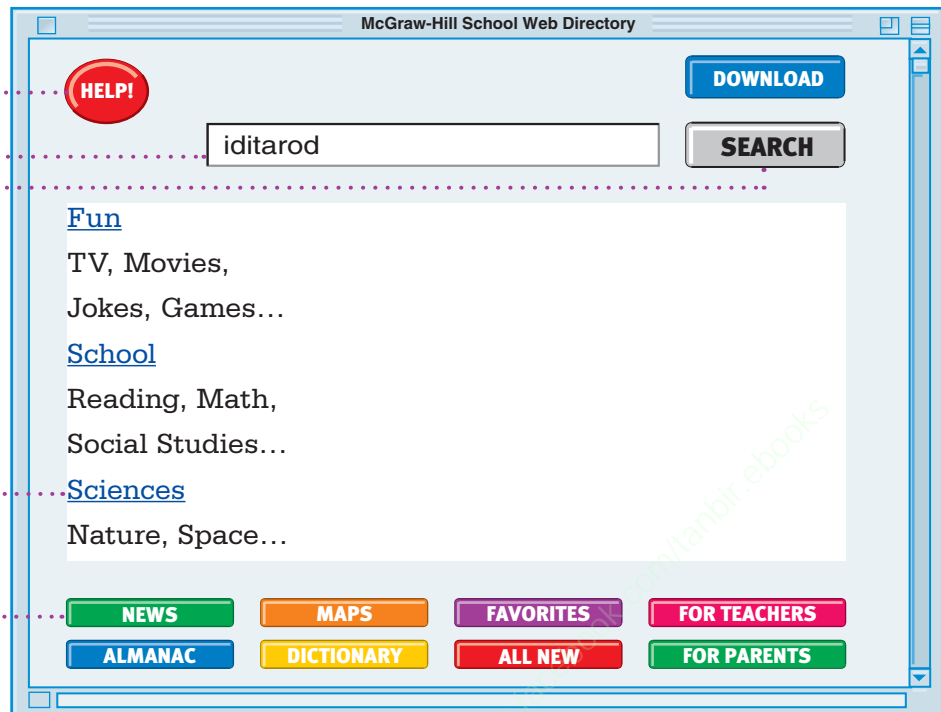 McGraw-Hill School Web Directory
HELP!
DOWNLOAD
iditarod
SEARCH
Fun
TV, Movies,
Jokes, Games…
School
Reading, Math,
Social Studies…
Sciences
Nature, Space…
NEWS MAPS FAVORITES FOR TEACHERS
ALMANAC DICTIONARY ALL NEW FOR PARENTS